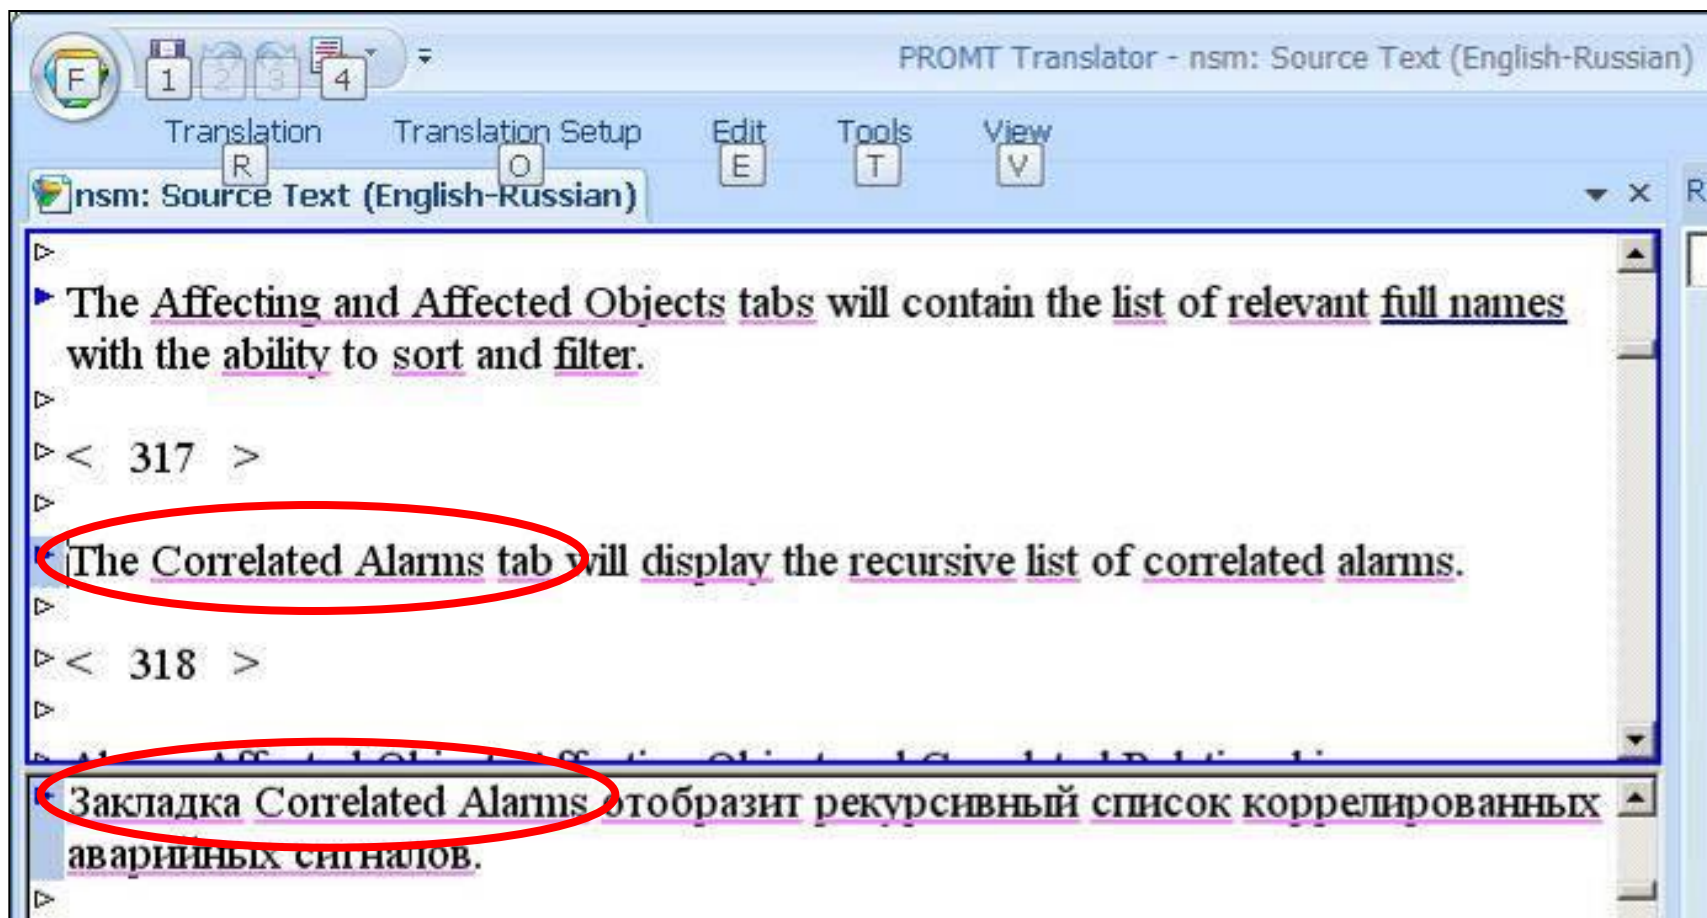 F 1 2 3 4
PROMT Translator - nsm: Source Text (English-Russian)
Translation Translation Setup Edit Tools View
R O E T V
nsm: Source Text (English-Russian)
R
The Affecting and Affected Objects tabs will contain the list of relevant full names
with the ability to sort and filter.
< 317 >
The Correlated Alarms tab will display the recursive list of correlated alarms.
< 318 >
Закладка Correlated Alarms отобразит рекурсивный список коррелированных
аварийных сигналов.